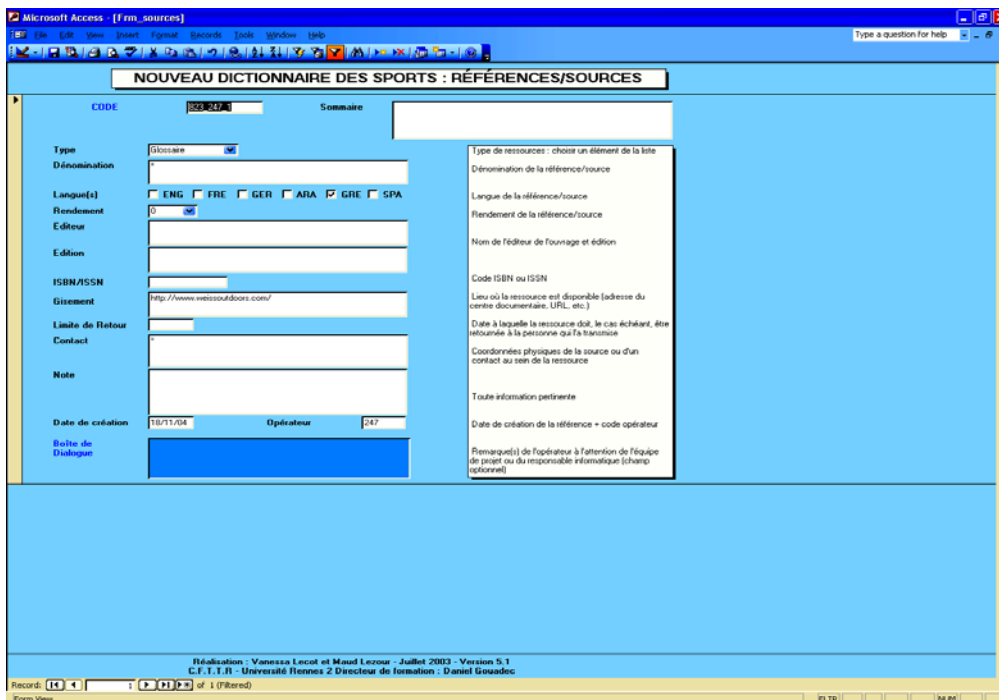 Microsoft Access - [Frm_sources]
File Edit View Insert Format Records Tools Window Help
Type a question for help
NOUVEAU DICTIONNAIRE DES SPORTS : RÉFÉRENCES/SOURCES
CODE 823_247_1 Sommaire
Type Glossaire Type de ressources : choisir un élément de la liste
Dénomination * Dénomination de la référence/source
Langue(s) ENG FRE GER ARA GRE SPA Langue de la référence/source
Rendement 0 Rendement de la référence/source
Editeur
Nom de l'éditeur de l'ouvrage et édition
Edition
ISBN/ISSN Code ISBN ou ISSN
Gisement http://www.weissoutdoors.com/ Lieu où la ressource est disponible (adresse du
centre documentaire, URL, etc.)
Limite de Retour Date à laquelle la ressource doit, le cas échéant, être
retournée à la personne qui l'a transmise
Contact * Coordonnées physiques de la source ou d'un
contact au sein de la ressource
Note
Toute information pertinente
Date de création 18/11/04 Opérateur 247 Date de création de la référence + code opérateur
Boîte de
Dialogue
Remarque(s) de l'opérateur à l'attention de l'équipe
de projet ou du responsable informatique (champ
optionnel)
Réalisation : Vanessa Lecot et Maud Lezour - Juillet 2003 - Version 5.1
C.F.T.T.R - Université Rennes 2 Directeur de formation : Daniel Gouadec
Record: 1 of 1 (Filtered)
Form View FLTR NUM